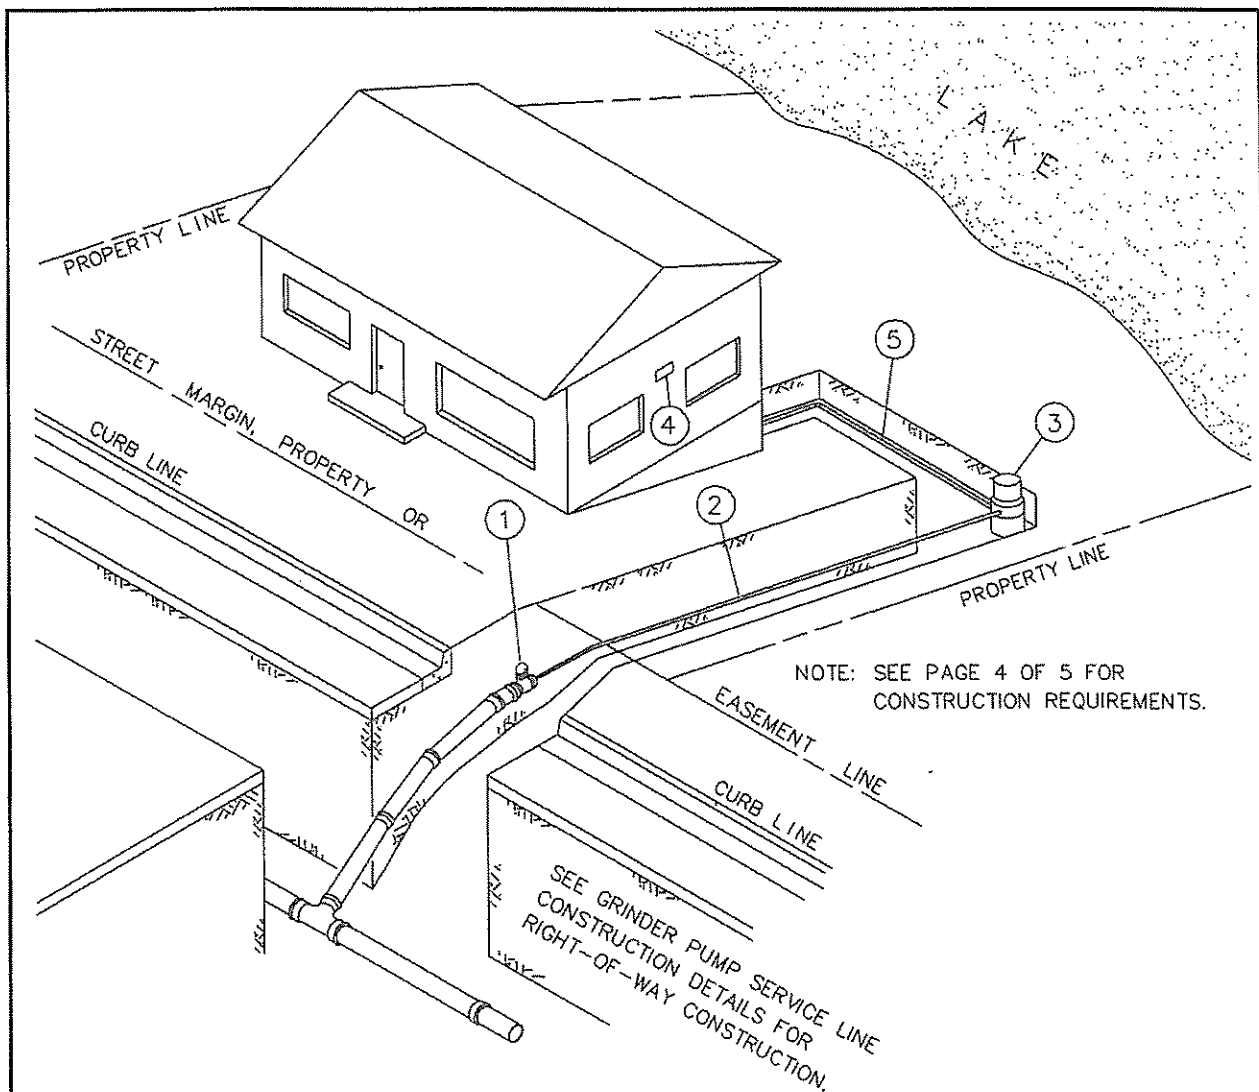 LAKE
PROPERTY LINE
STREET MARGIN, PROPERTY OR
CURB LINE
5
3
4
1
2
PROPERTY LINE
NOTE: SEE PAGE 4 OF 5 FOR
CONSTRUCTION REQUIREMENTS.
EASEMENT LINE
CURB LINE
SEE GRINDER PUMP SERVICE LINE
CONSTRUCTION DETAILS FOR
RIGHT-OF-WAY CONSTRUCTION.